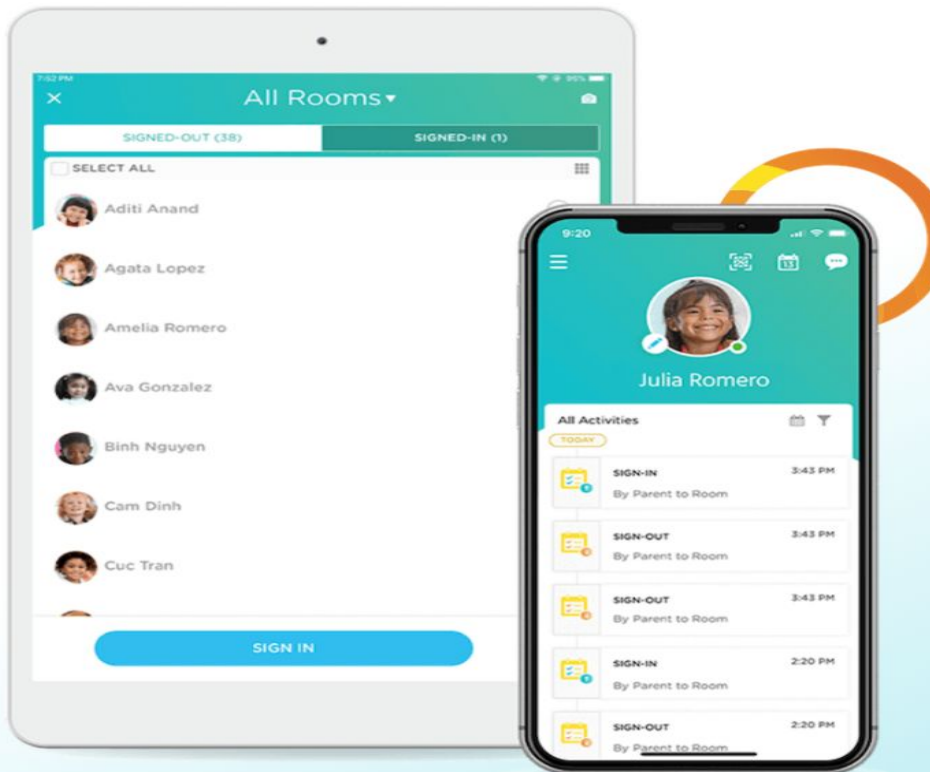 7:52 PM
95%
All Rooms
SIGNED-OUT (38)
SIGNED-IN (1)
SELECT ALL
Aditi Anand
Agata Lopez
Amelia Romero
Ava Gonzalez
Binh Nguyen
Cam Dinh
Cuc Tran
SIGN IN
9:20
13
Julia Romero
All Activities
TODAY
SIGN-IN 3:43 PM
By Parent to Room
SIGN-OUT 3:43 PM
By Parent to Room
SIGN-OUT 3:43 PM
By Parent to Room
SIGN-IN 2:20 PM
By Parent to Room
SIGN-OUT 2:20 PM
By Parent to Room